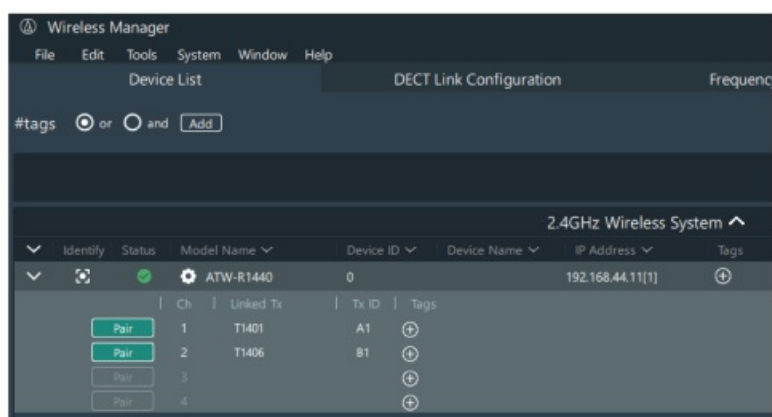 Wireless Manager
File Edit Tools System Window Help
Device List DECT Link Configuration Frequenc
#tags or and Add
2.4GHz Wireless System
Identify Status Model Name Device ID Device Name IP Address Tags
ATW-R1440 0 192.168.44.11[1]
Ch Linked Tx Tx ID Tags
Pair 1 T1401 A1
Pair 2 T1406 B1
Pair 3
Pair 4